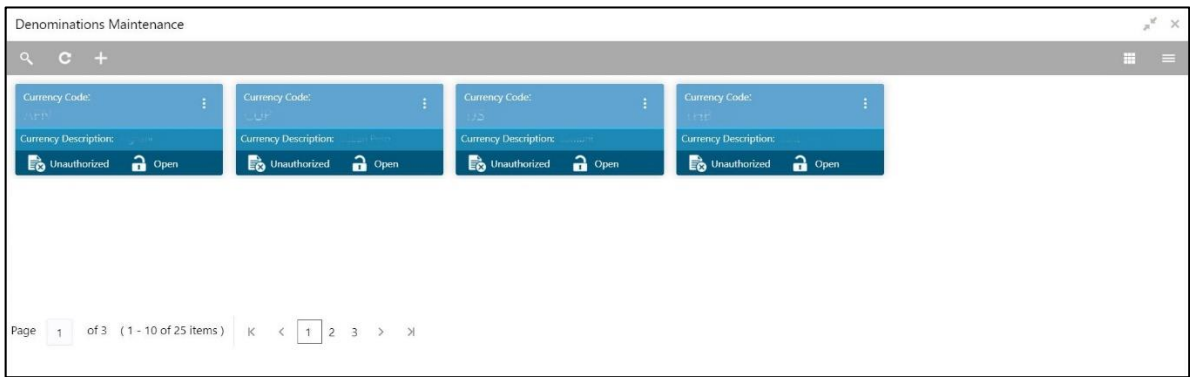 Denominations Maintenance
Currency Code: Currency Code: Currency Code: Currency Code:
Currency Description: Currency Description: Currency Description: Currency Description:
Unauthorized Open Unauthorized Open Unauthorized Open Unauthorized Open
Page 1 of 3 ( 1 - 10 of 25 items ) 1 2 3